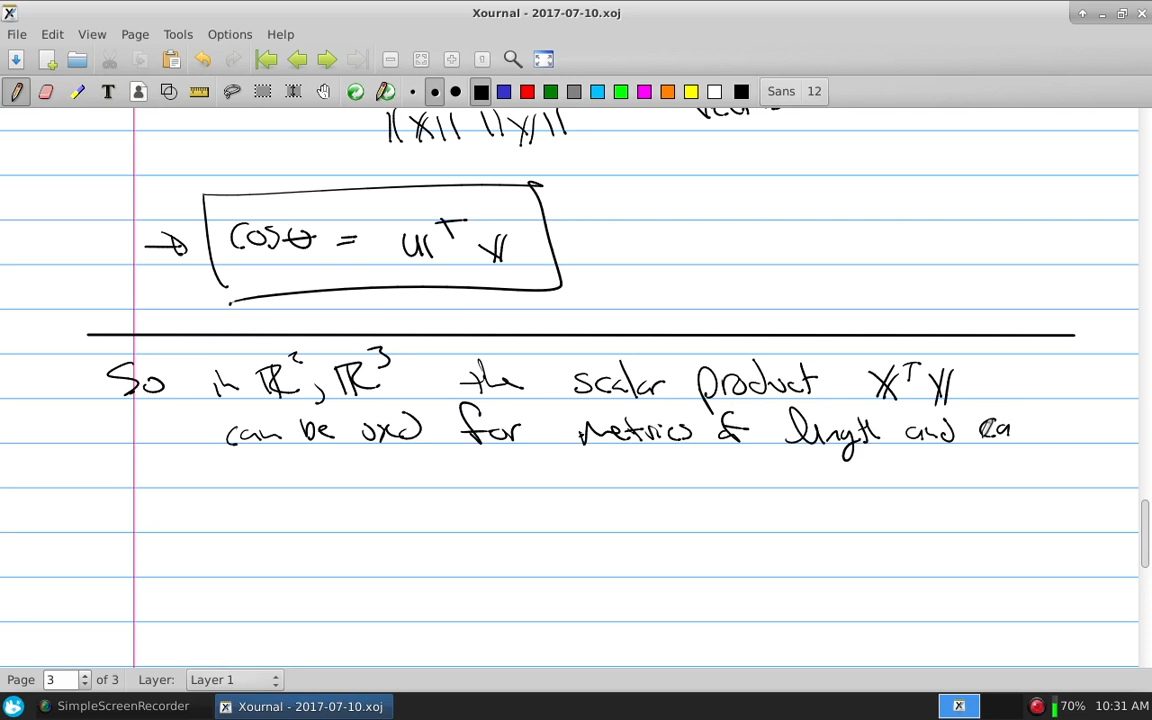 Xournal - 2017-07-10.xoj
File Edit View Page Tools Options Help
Sans 12
||x|| ||y||
→ cosθ = uᵀ v
So in ℝ², ℝ³ the scalar product xᵀy
can be used for metrics of length and
Page 3 of 3 Layer: Layer 1
SimpleScreenRecorder Xournal - 2017-07-10.xoj 70% 10:31 AM